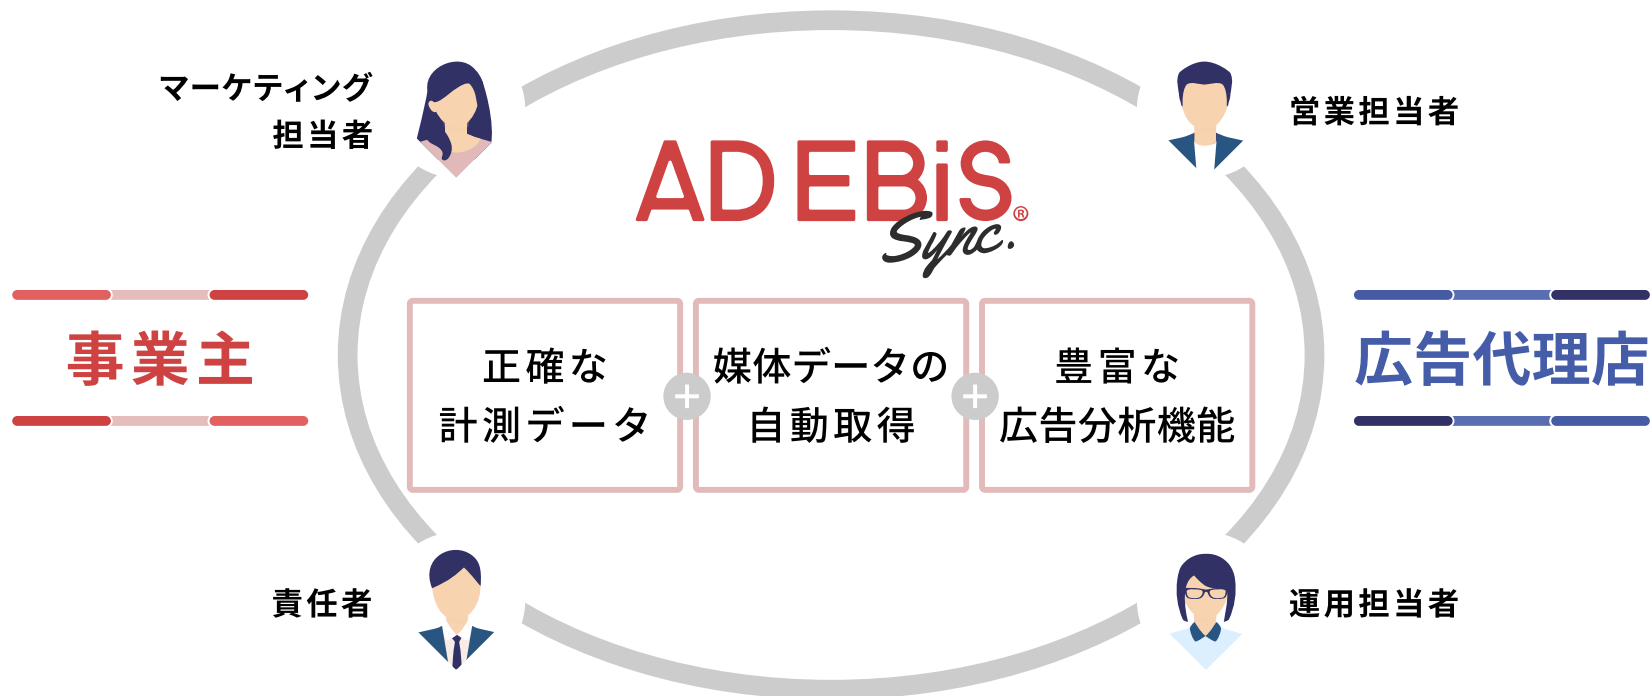 マーケティング
担当者
営業担当者
AD EBiS®
Sync.
事業主
正確な
計測データ
媒体データの
自動取得
豊富な
広告分析機能
広告代理店
責任者
運用担当者